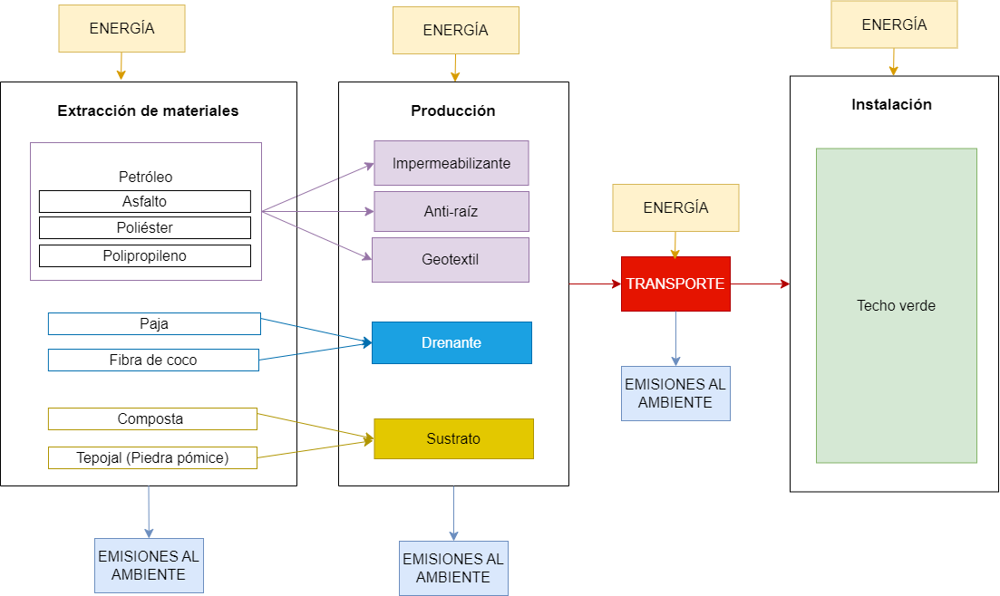 ENERGÍA
ENERGÍA
ENERGÍA
Extracción de materiales
Petróleo
Asfalto
Poliéster
Polipropileno
Paja
Fibra de coco
Composta
Tepojal (Piedra pómice)
EMISIONES AL
AMBIENTE
Producción
Impermeabilizante
Anti-raíz
Geotextil
Drenante
Sustrato
EMISIONES AL
AMBIENTE
ENERGÍA
TRANSPORTE
EMISIONES AL
AMBIENTE
Instalación
Techo verde